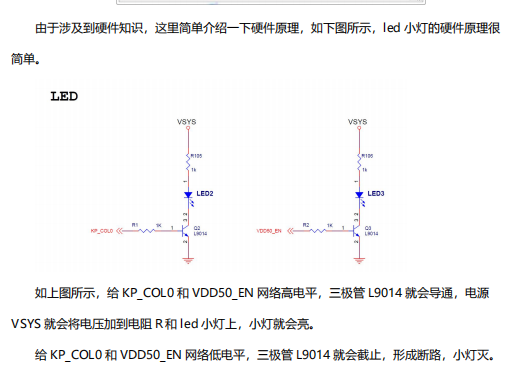 由于涉及到硬件知识，这里简单介绍一下硬件原理，如下图所示，led 小灯的硬件原理很
简单。
LED
VSYS
VSYS
R105
1k
R106
1k
1
1
LED2
LED3
2
2
3
3
KP_COL0
R1
1K
1
Q2
L9014
2
VDD50_EN
R2
1K
1
Q3
L9014
2
如上图所示，给 KP_COL0 和 VDD50_EN 网络高电平，三极管 L9014 就会导通，电源
VSYS 就会将电压加到电阻 R 和 led 小灯上，小灯就会亮。
给 KP_COL0 和 VDD50_EN 网络低电平，三极管 L9014 就会截止，形成断路，小灯灭。